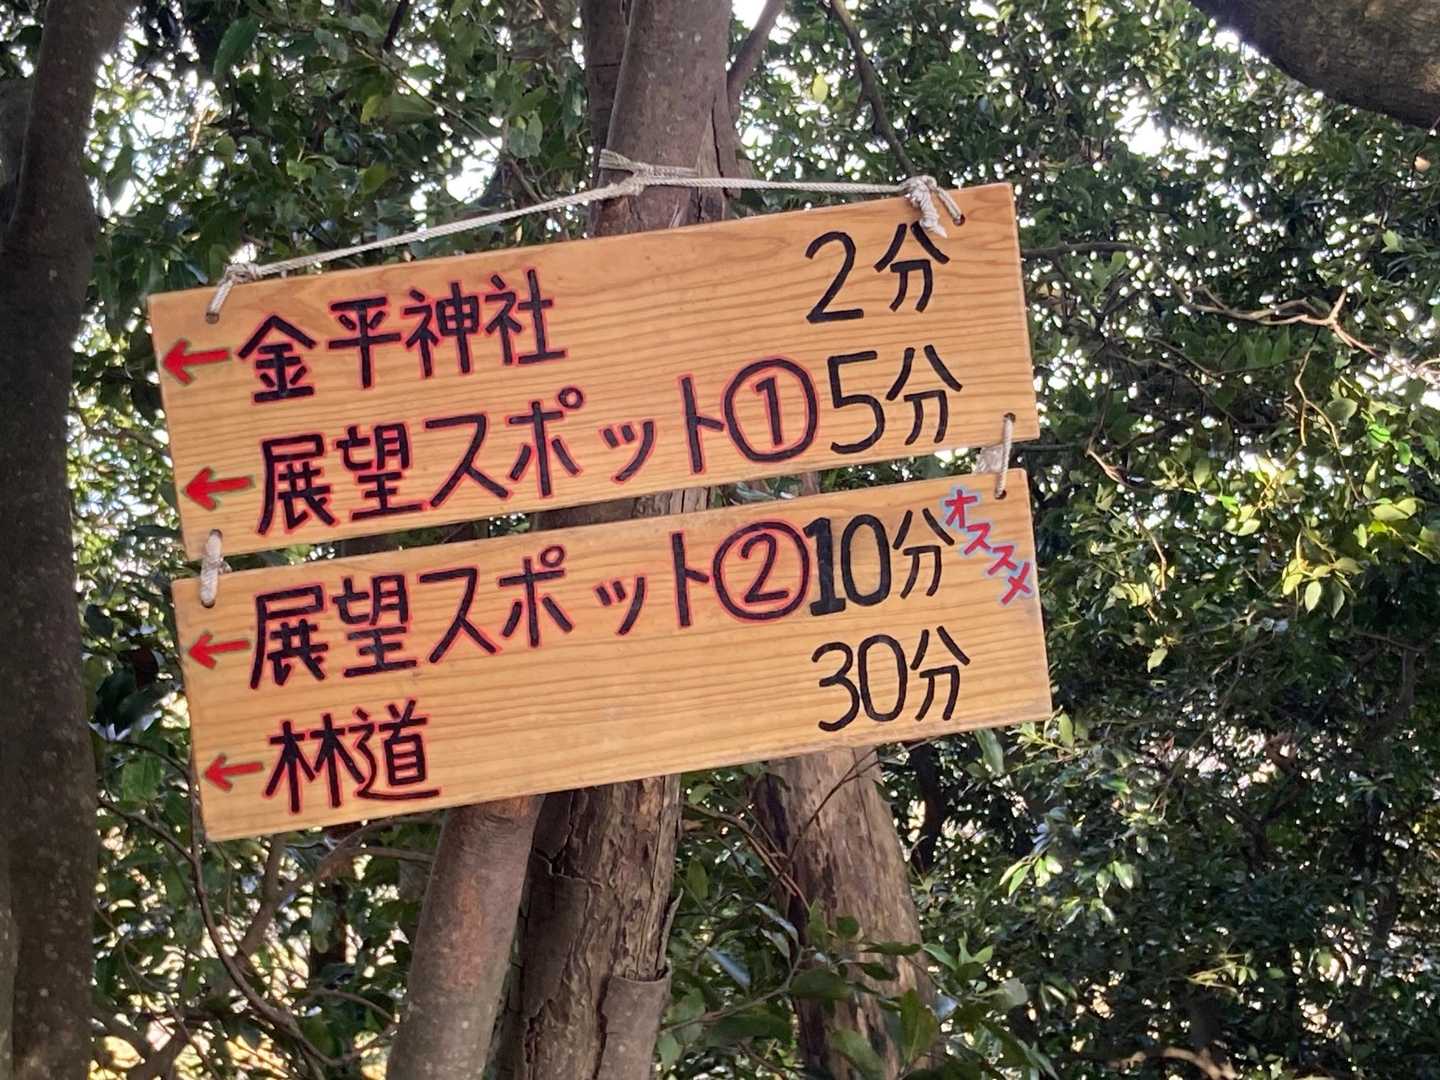 ←金平神社 2分
←展望スポット① 5分
←展望スポット② 10分 オススメ
←林道 30分